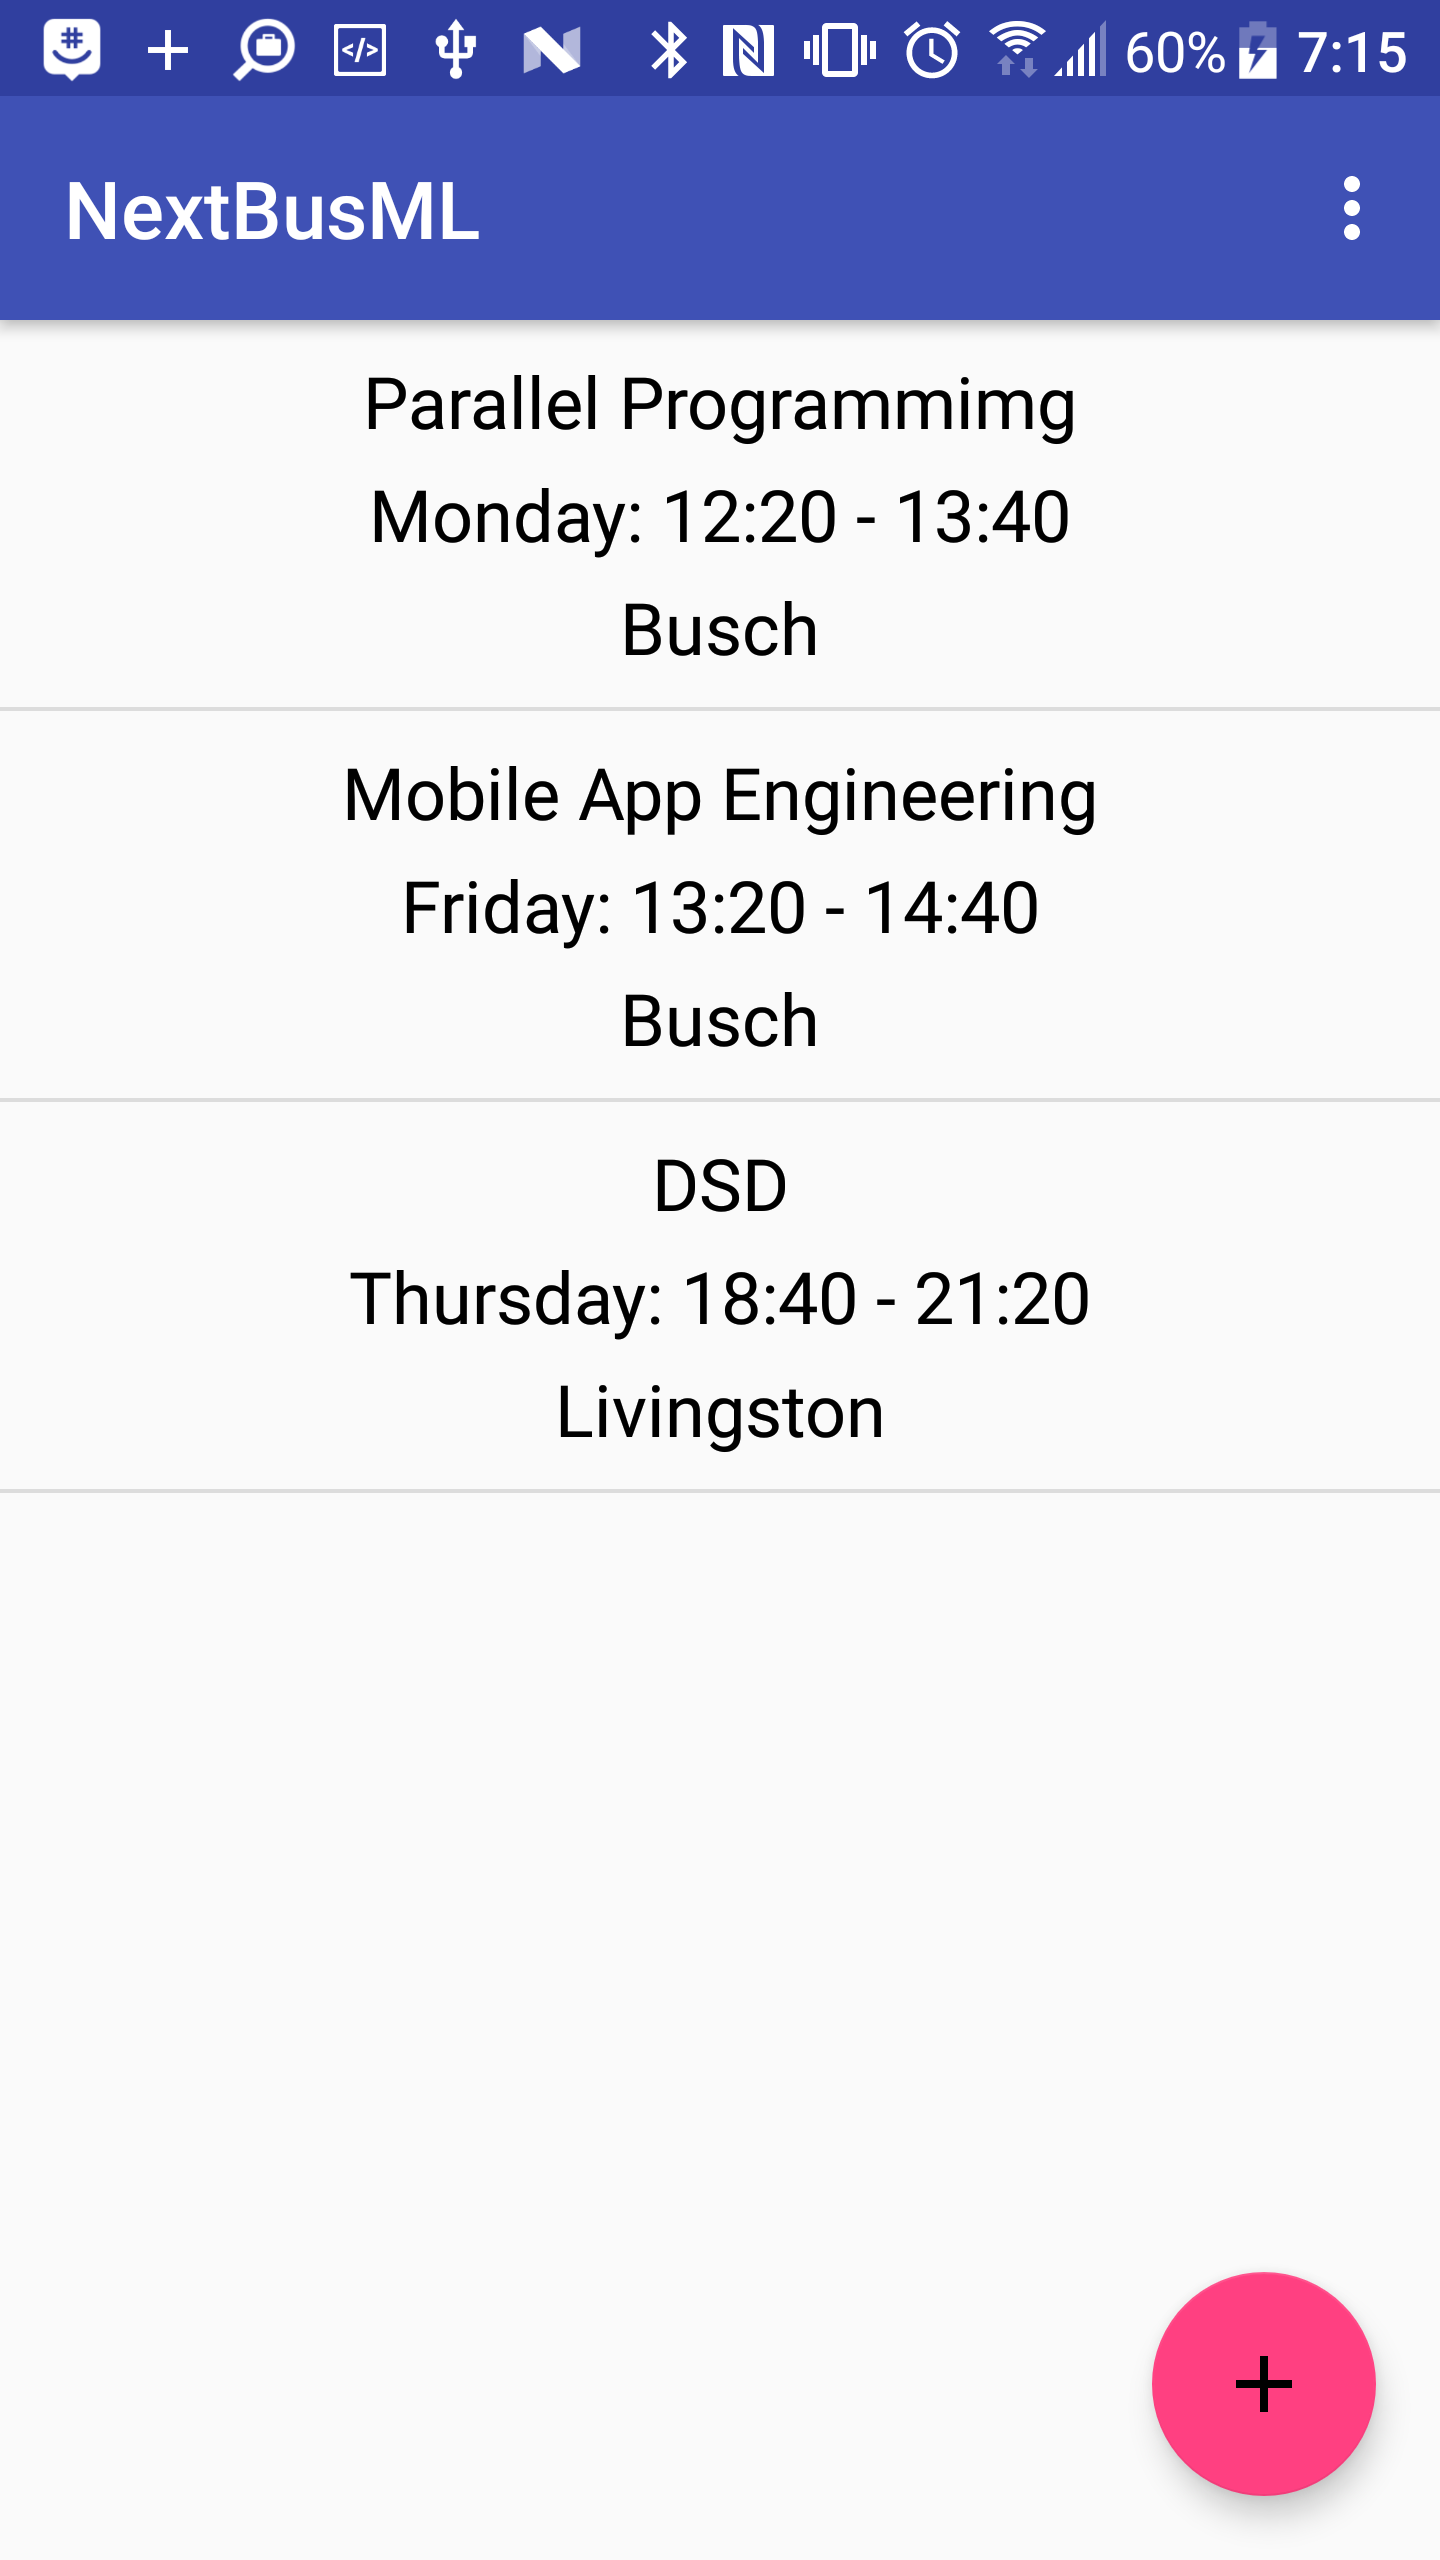 60% 7:15
NextBusML
Parallel Programmimg
Monday: 12:20 - 13:40
Busch
Mobile App Engineering
Friday: 13:20 - 14:40
Busch
DSD
Thursday: 18:40 - 21:20
Livingston